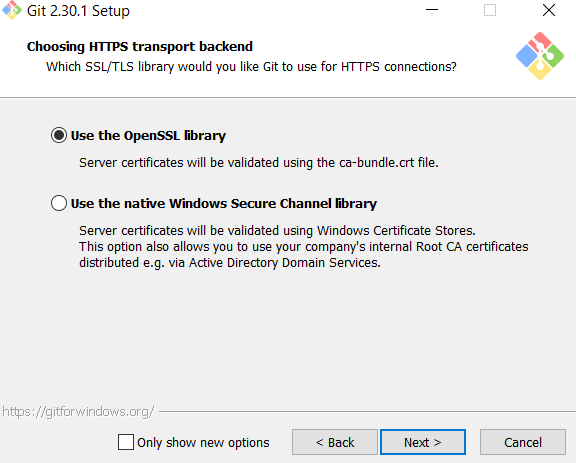 Git 2.30.1 Setup
Choosing HTTPS transport backend
Which SSL/TLS library would you like Git to use for HTTPS connections?
Use the OpenSSL library
Server certificates will be validated using the ca-bundle.crt file.
Use the native Windows Secure Channel library
Server certificates will be validated using Windows Certificate Stores.
This option also allows you to use your company's internal Root CA certificates
distributed e.g. via Active Directory Domain Services.
https://gitforwindows.org/
Only show new options
< Back
Next >
Cancel